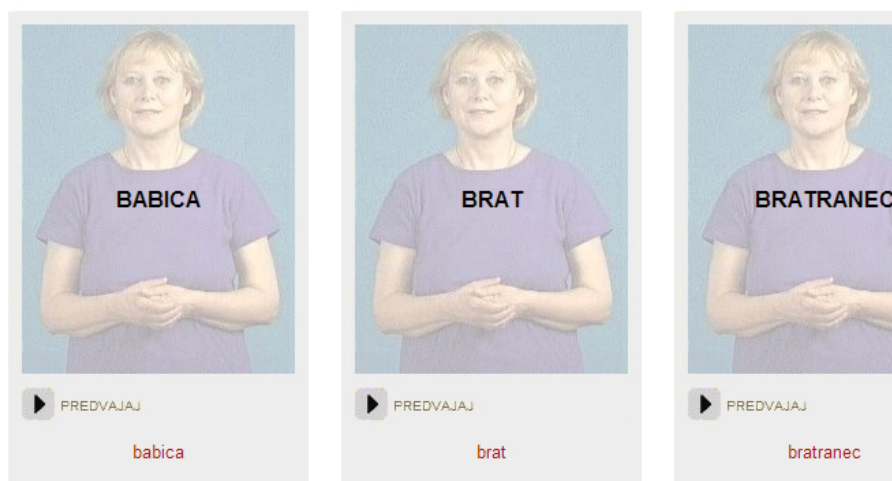 BABICA
PREDVAJAJ
babica
BRAT
PREDVAJAJ
brat
BRATRANEC
PREDVAJAJ
bratranec